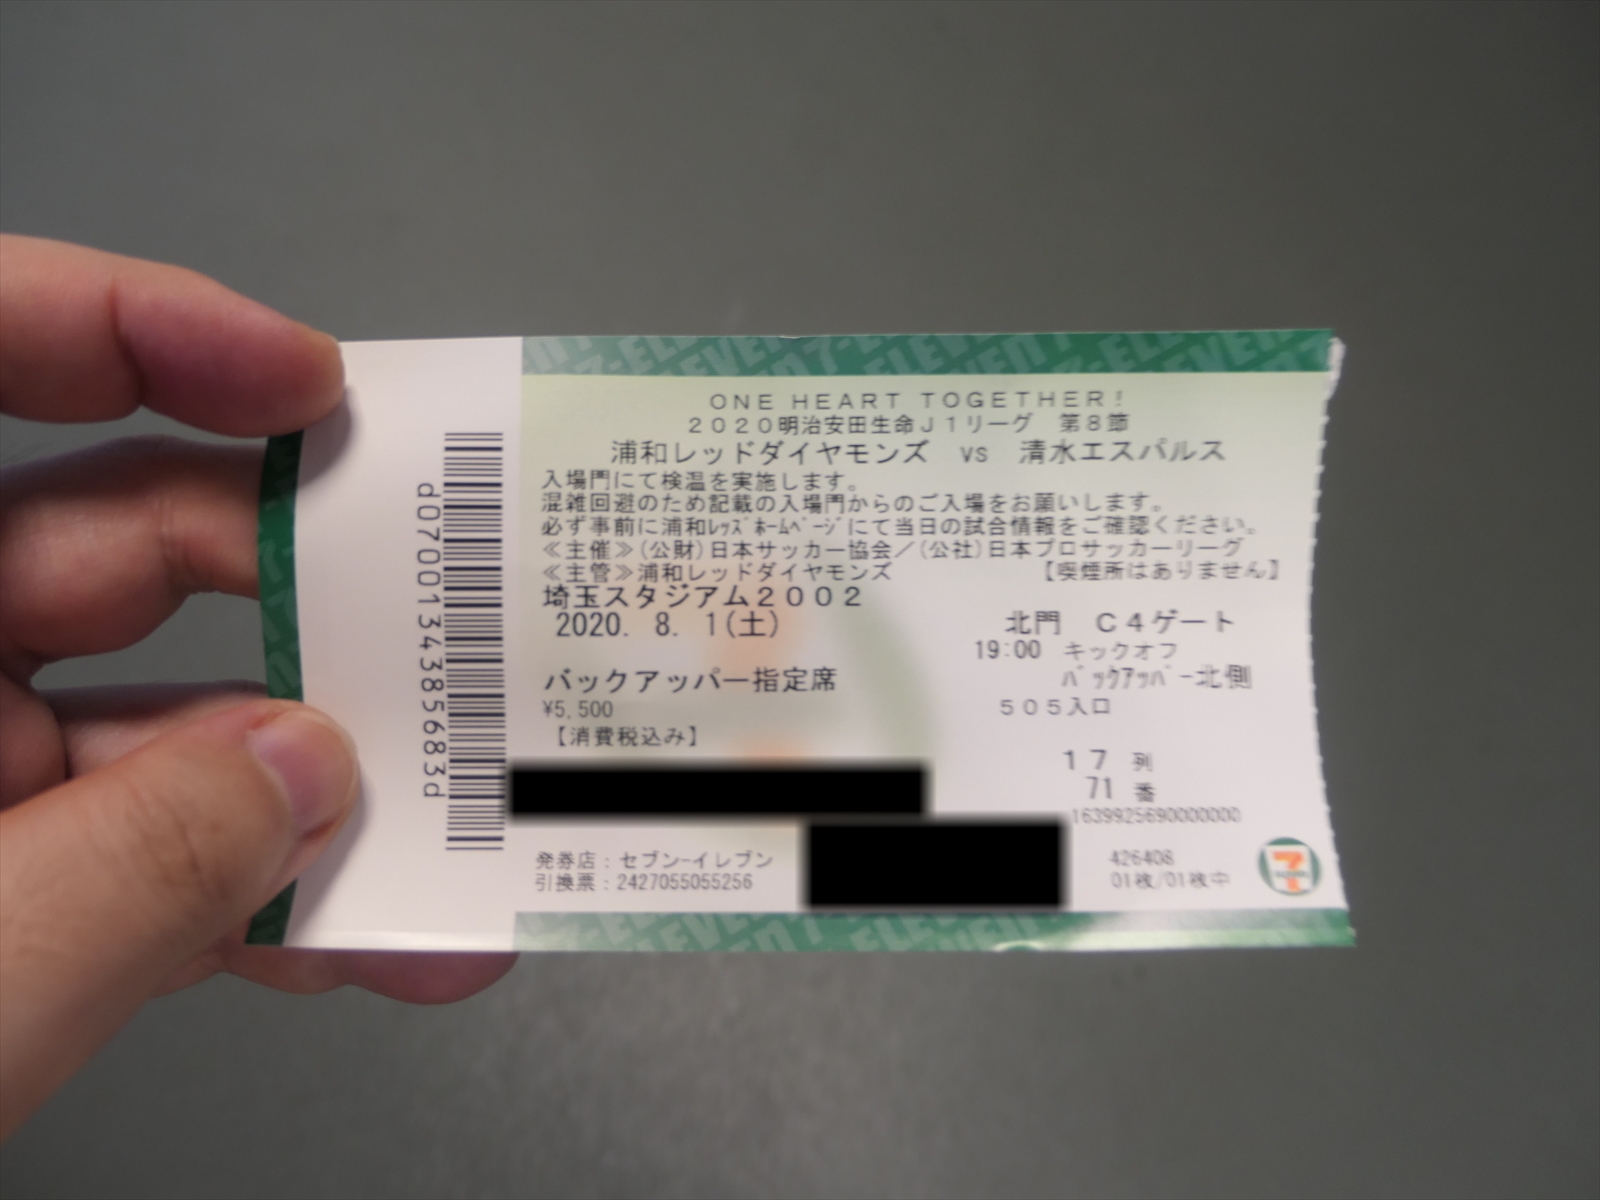 ONE HEART TOGETHER!
2020明治安田生命J1リーグ 第8節
浦和レッドダイヤモンズ vs 清水エスパルス
入場門にて検温を実施します。
混雑回避のため記載の入場門からのご入場をお願いします。
必ず事前に浦和ﾚｯｽﾞﾎｰﾑﾍﾟｰｼﾞにて当日の試合情報をご確認ください。
≪主催≫(公財)日本サッカー協会/(公社)日本プロサッカーリーグ
≪主管≫浦和レッドダイヤモンズ 【喫煙所はありません】
埼玉スタジアム2002
2020. 8. 1(土)
北門 C4ゲート
19:00 キックオフ
バックアッパー指定席
ﾊﾞｯｸｱｯﾊﾟｰ北側
¥5,500
505入口
【消費税込み】
17 列
71 番
1639925690000000
発券店:セブン-イレブン
引換票:2427055055256
426408
01枚/01枚中
d0700134385683d
7-ELEVEN